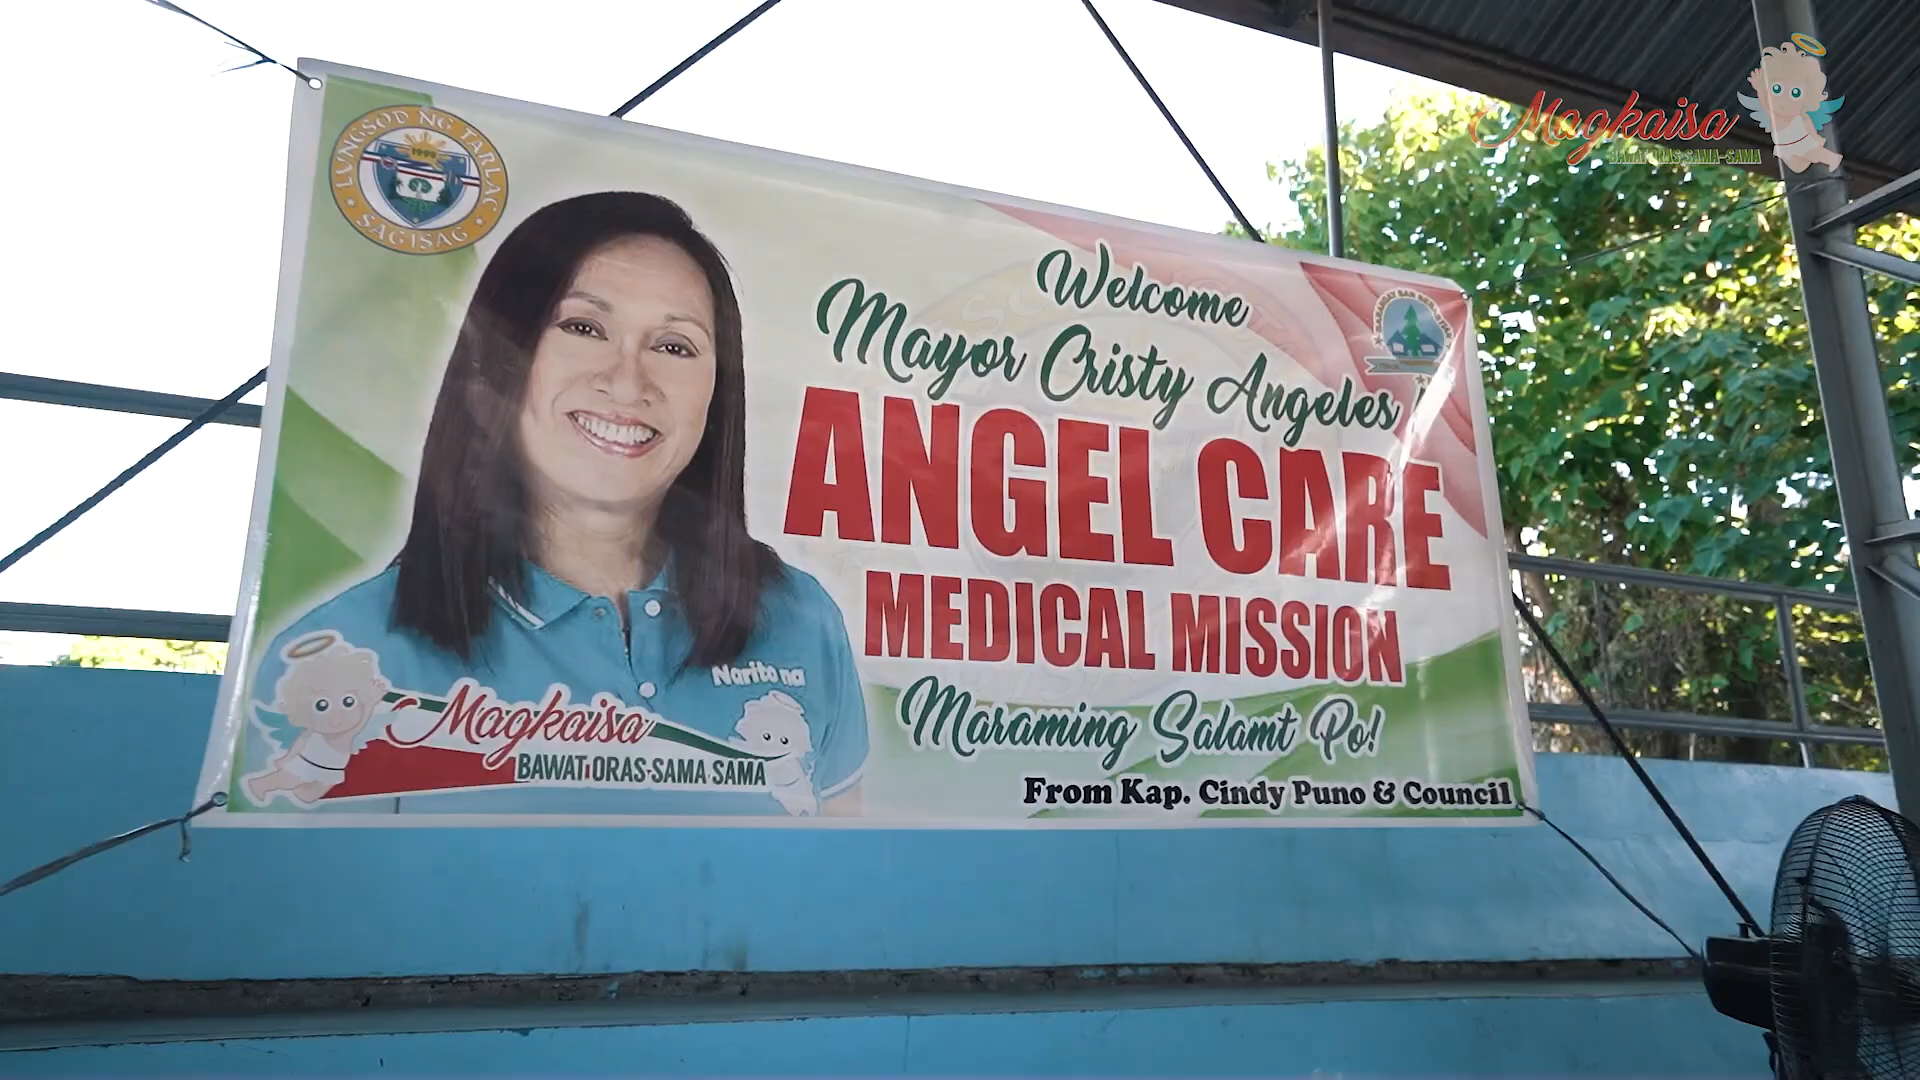 Magkaisa
BAWAT ORAS SAMA-SAMA
LUNGSOD NG TARLAC
1998
SAGISAG
Welcome
Mayor Cristy Angeles !
ANGEL CARE
MEDICAL MISSION
Maraming Salamt Po!
From Kap. Cindy Puno & Council
Narito na
Magkaisa
BAWAT ORAS SAMA SAMA